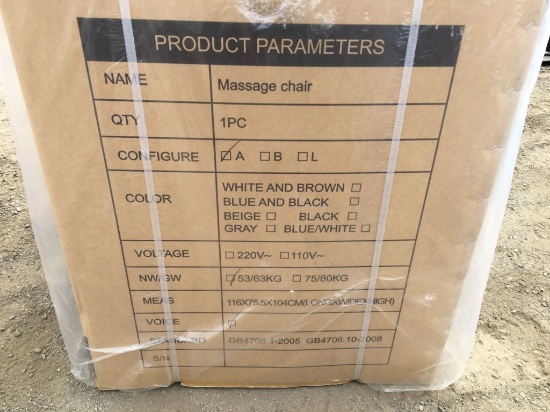 PRODUCT PARAMETERS
NAME Massage chair
QTY 1PC
CONFIGURE ☑A ☐B ☐L
COLOR WHITE AND BROWN ☐
BLUE AND BLACK ☐
BEIGE ☐ BLACK ☐
GRAY ☐ BLUE/WHITE ☐
VOLTAGE ☐220V~ ☐110V~
NW/GW ☑53/63KG ☐75/80KG
MEAS 116X75.5X104CM(LONGXWIDEXHIGH)
VOICE ☐
STANDARD GB4706.1-2005 GB4706.10-2008
S/N